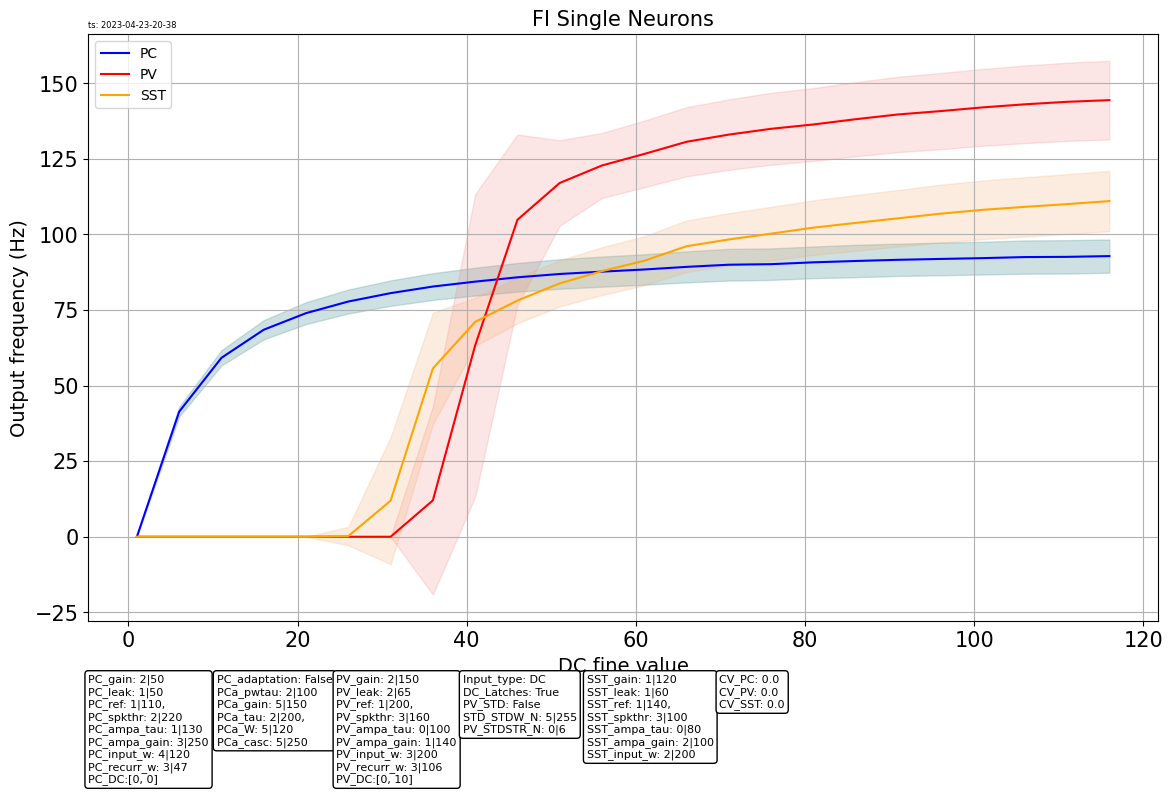 FI Single Neurons
ts: 2023-04-23-20-38
PC
PV
SST
Output frequency (Hz)
150
125
100
75
50
25
0
−25
0 20 40 60 80 100 120
DC fine value
PC_gain: 2|50
PC_leak: 1|50
PC_ref: 1|110,
PC_spkthr: 2|220
PC_ampa_tau: 1|130
PC_ampa_gain: 3|250
PC_input_w: 4|120
PC_recurr_w: 3|47
PC_DC:[0, 0]
PC_adaptation: False
PCa_pwtau: 2|100
PCa_gain: 5|150
PCa_tau: 2|200,
PCa_W: 5|120
PCa_casc: 5|250
PV_gain: 2|150
PV_leak: 2|65
PV_ref: 1|200,
PV_spkthr: 3|160
PV_ampa_tau: 0|100
PV_ampa_gain: 1|140
PV_input_w: 3|200
PV_recurr_w: 3|106
PV_DC:[0, 10]
Input_type: DC
DC_Latches: True
PV_STD: False
STD_STDW_N: 5|255
PV_STDSTR_N: 0|6
SST_gain: 1|120
SST_leak: 1|60
SST_ref: 1|140,
SST_spkthr: 3|100
SST_ampa_tau: 0|80
SST_ampa_gain: 2|100
SST_input_w: 2|200
CV_PC: 0.0
CV_PV: 0.0
CV_SST: 0.0